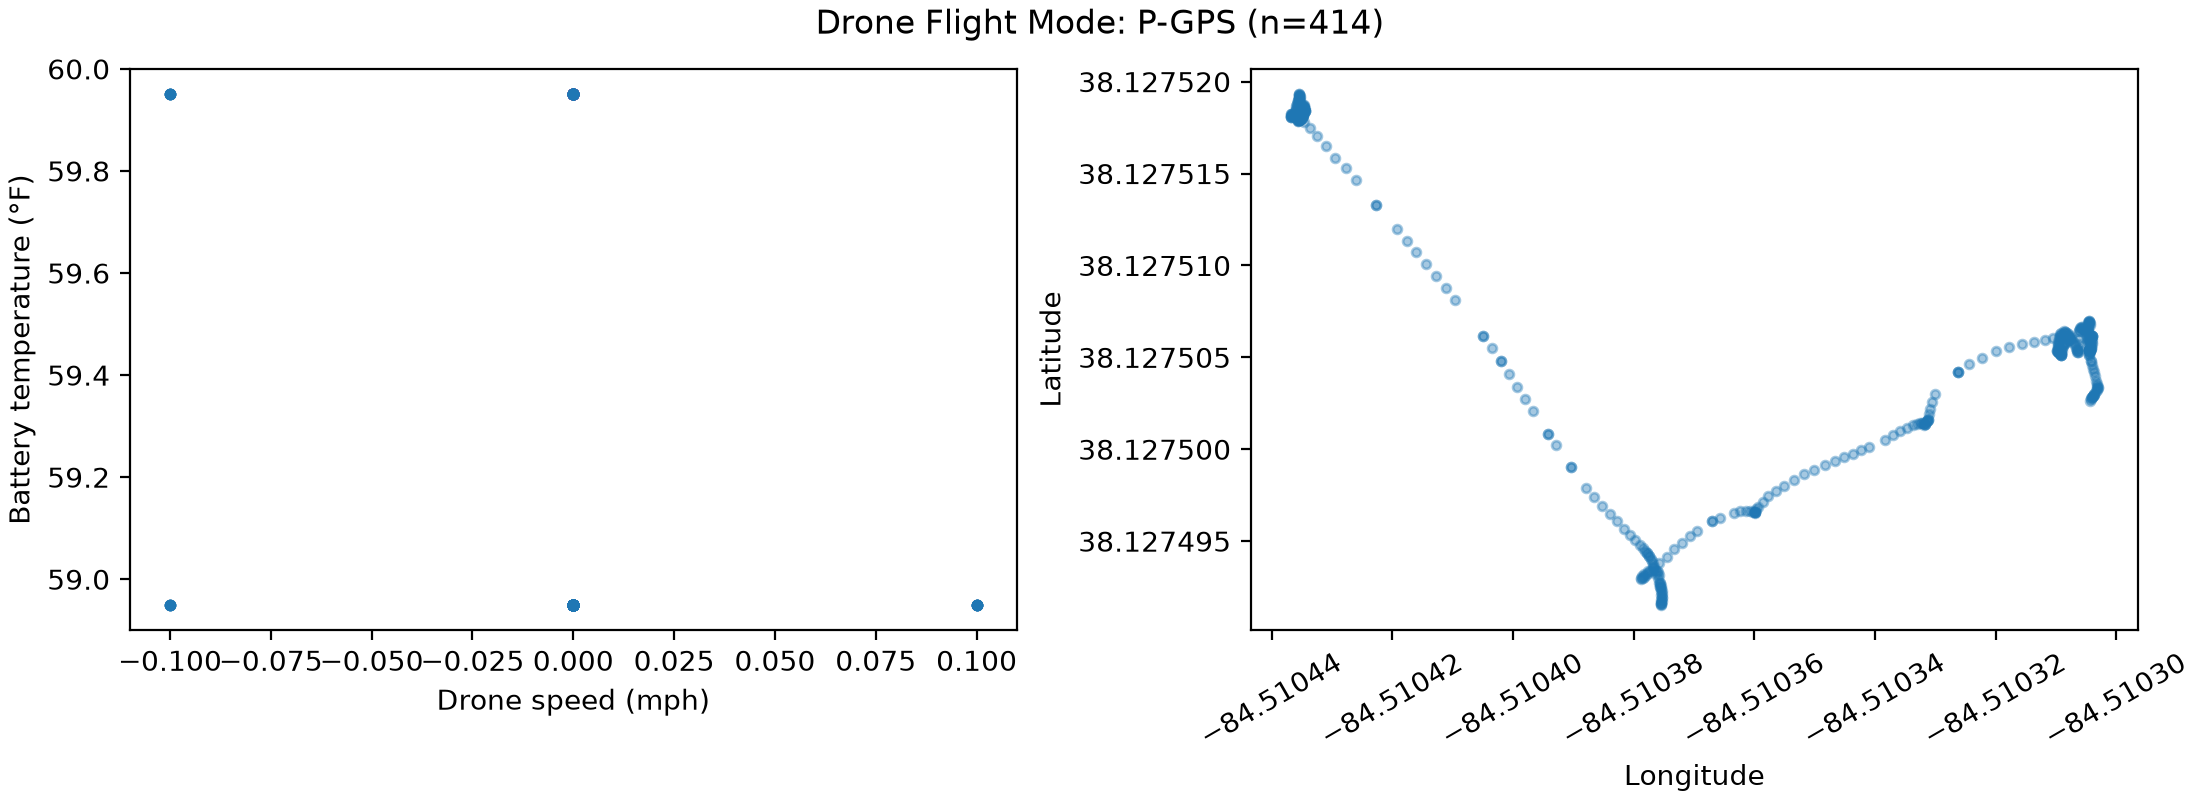 Drone Flight Mode: P-GPS (n=414)
60.0
59.8
59.6
59.4
59.2
59.0
Battery temperature (°F)
−0.100 −0.075 −0.050 −0.025 0.000 0.025 0.050 0.075 0.100
Drone speed (mph)
38.127520
38.127515
38.127510
38.127505
38.127500
38.127495
Latitude
−84.51044 −84.51042 −84.51040 −84.51038 −84.51036 −84.51034 −84.51032 −84.51030
Longitude